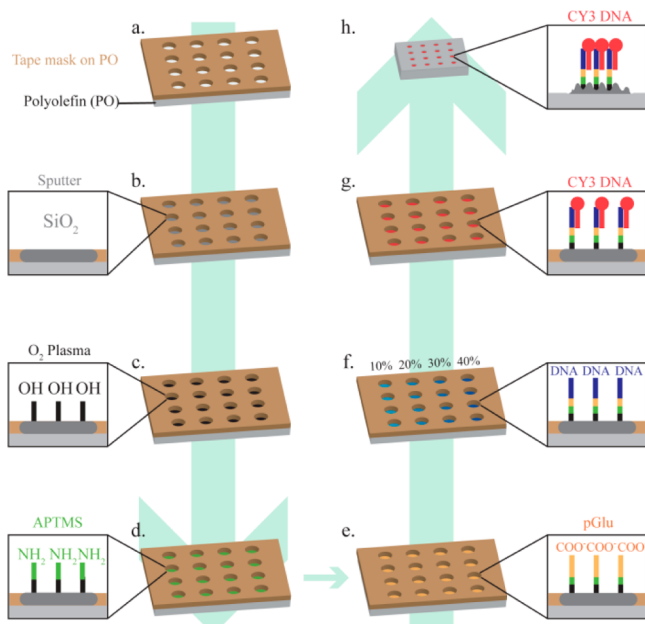 a.
Tape mask on PO
Polyolefin (PO)
b.
Sputter
SiO₂
c.
O₂ Plasma
OH OH OH
d.
APTMS
NH₂ NH₂ NH₂
e.
pGlu
COO⁻COO⁻COO⁻
f.
10% 20% 30% 40%
DNA DNA DNA
g.
CY3 DNA
h.
CY3 DNA